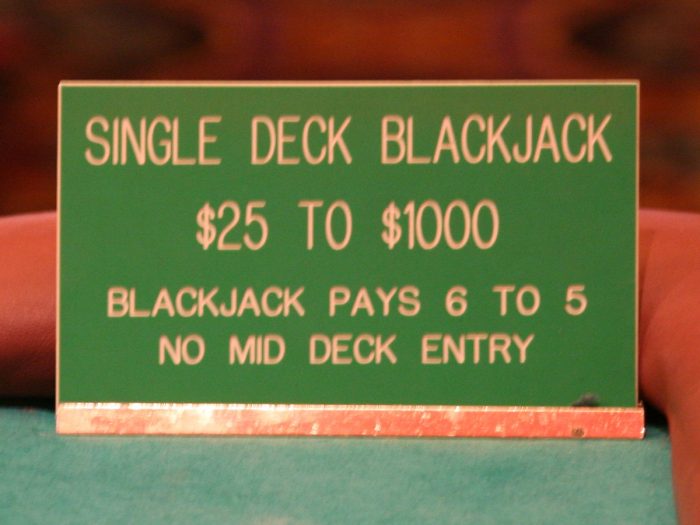 SINGLE DECK BLACKJACK
$25 TO $1000
BLACKJACK PAYS 6 TO 5
NO MID DECK ENTRY